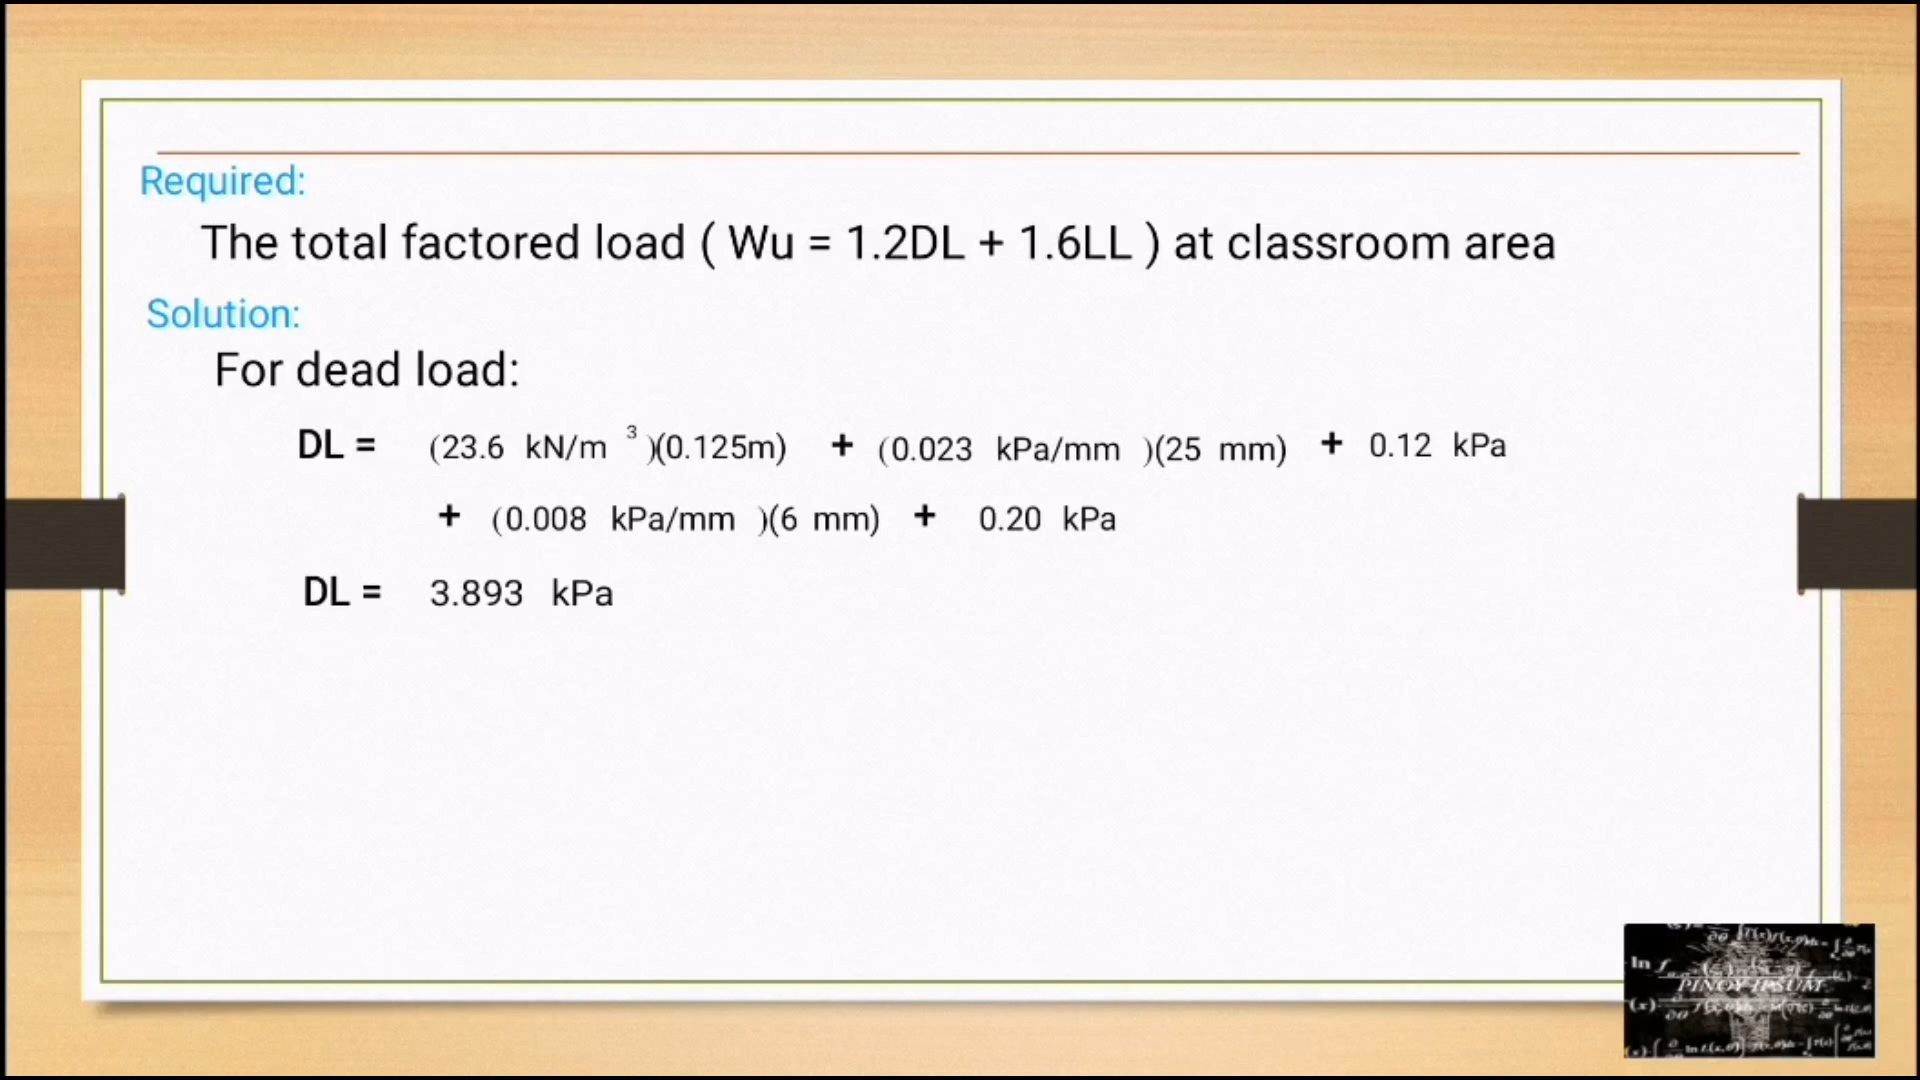 Required:
The total factored load ( Wu = 1.2DL + 1.6LL ) at classroom area
Solution:
For dead load:
DL = (23.6 kN/m ³)(0.125m) + (0.023 kPa/mm )(25 mm) + 0.12 kPa
+ (0.008 kPa/mm )(6 mm) + 0.20 kPa
DL = 3.893 kPa
PINOY IPSUM